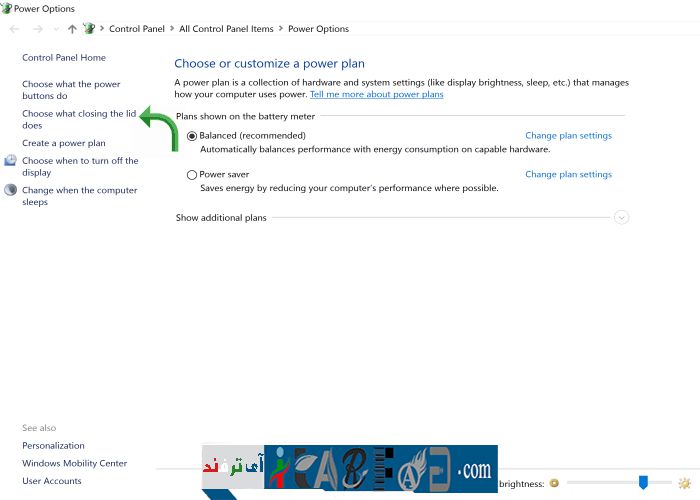 Power Options
Control Panel > All Control Panel Items > Power Options
Control Panel Home
Choose what the power
buttons do
Choose what closing the lid
does
Create a power plan
Choose when to turn off the
display
Change when the computer
sleeps
Choose or customize a power plan
A power plan is a collection of hardware and system settings (like display brightness, sleep, etc.) that manages
how your computer uses power. Tell me more about power plans
Plans shown on the battery meter
Balanced (recommended) Change plan settings
Automatically balances performance with energy consumption on capable hardware.
Power saver Change plan settings
Saves energy by reducing your computer's performance where possible.
Show additional plans
See also
Personalization
Windows Mobility Center
User Accounts
آی ترفند
.com
brightness: